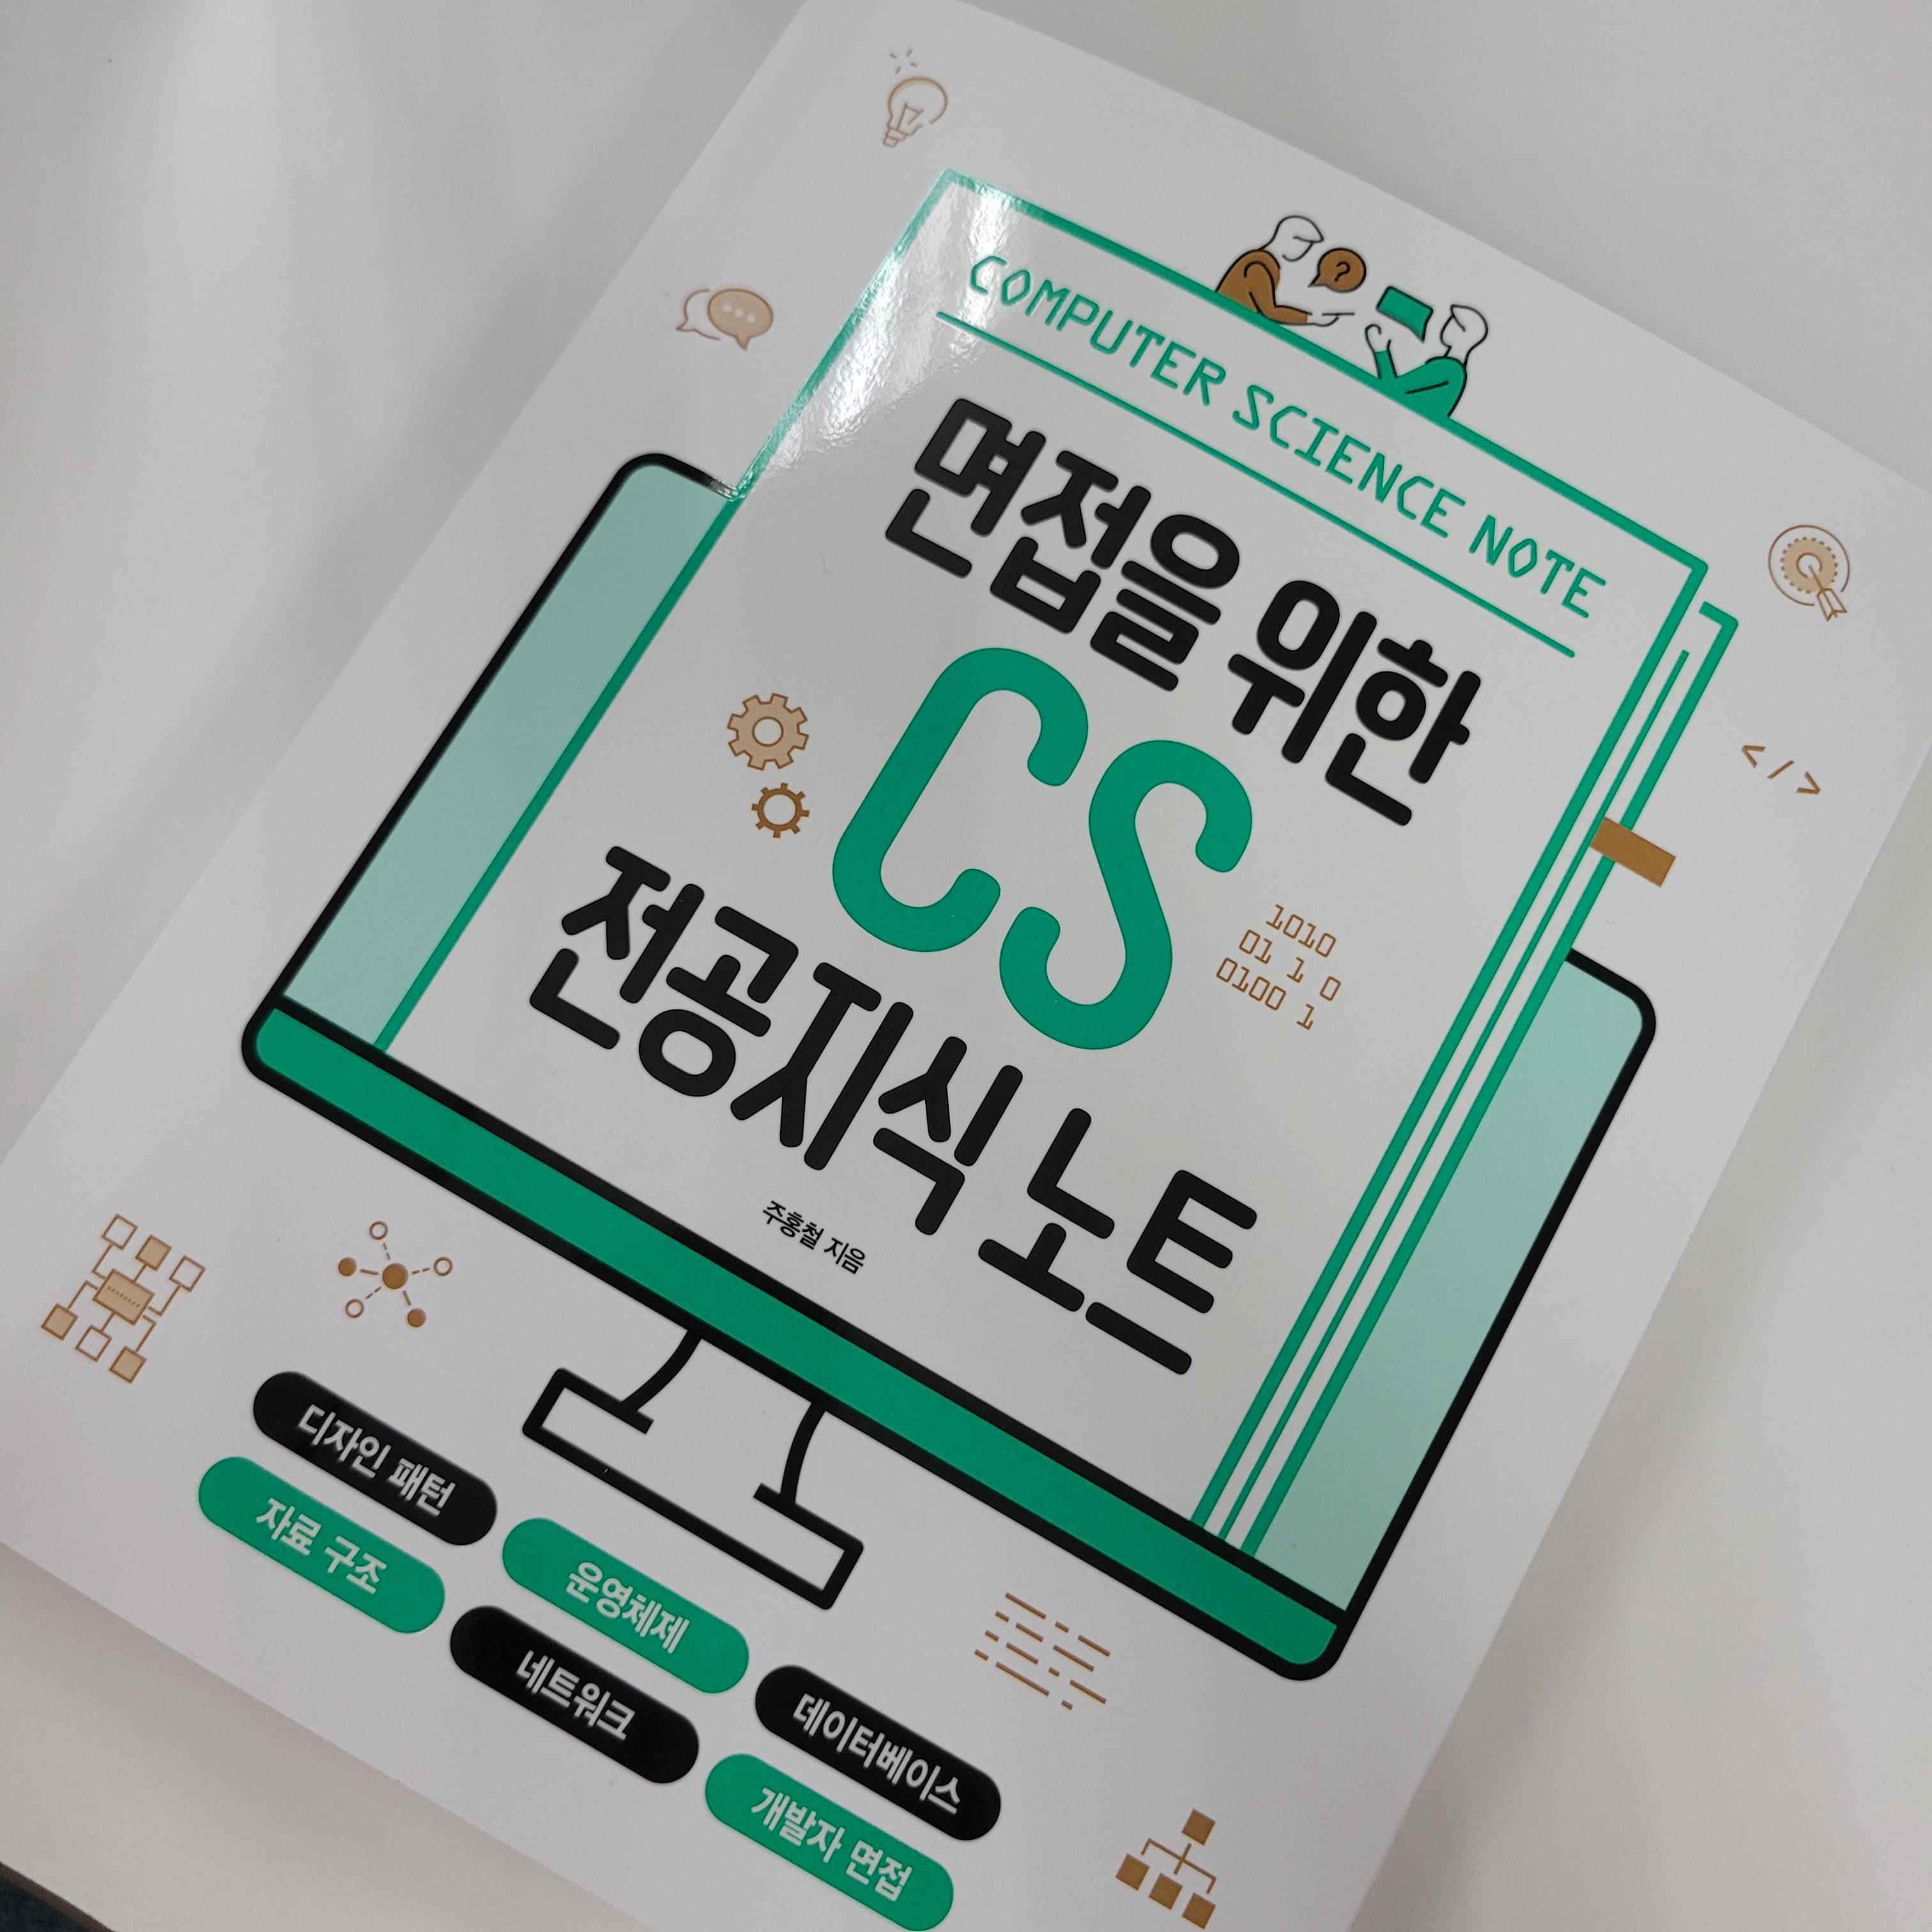 COMPUTER SCIENCE NOTE
?
면접을 위한
CS
</>
1010
01 1 0
0100 1
전공지식 노트
주홍철 지음
디자인 패턴
자료 구조
운영체제
네트워크
데이터베이스
개발자 면접